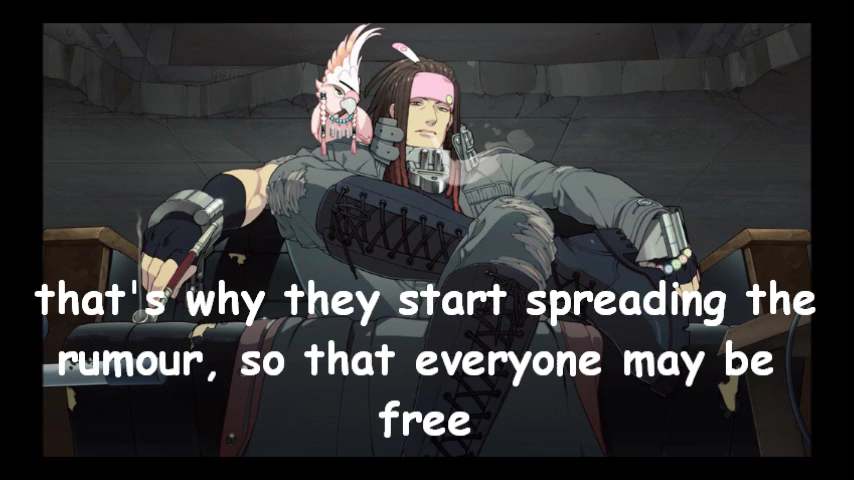 that's why they start spreading the
rumour, so that everyone may be
free